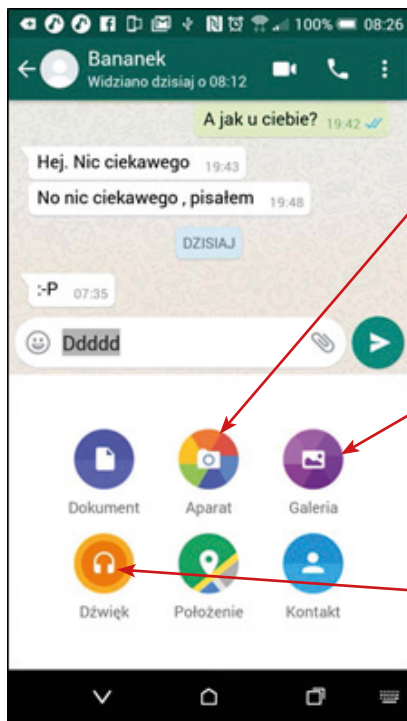 100% 08:26
Bananek
Widziano dzisiaj o 08:12
A jak u ciebie? 19:42
Hej. Nic ciekawego 19:43
No nic ciekawego , pisałem 19:48
DZISIAJ
:-P 07:35
Ddddd
Dokument Aparat Galeria
Dźwięk Położenie Kontakt